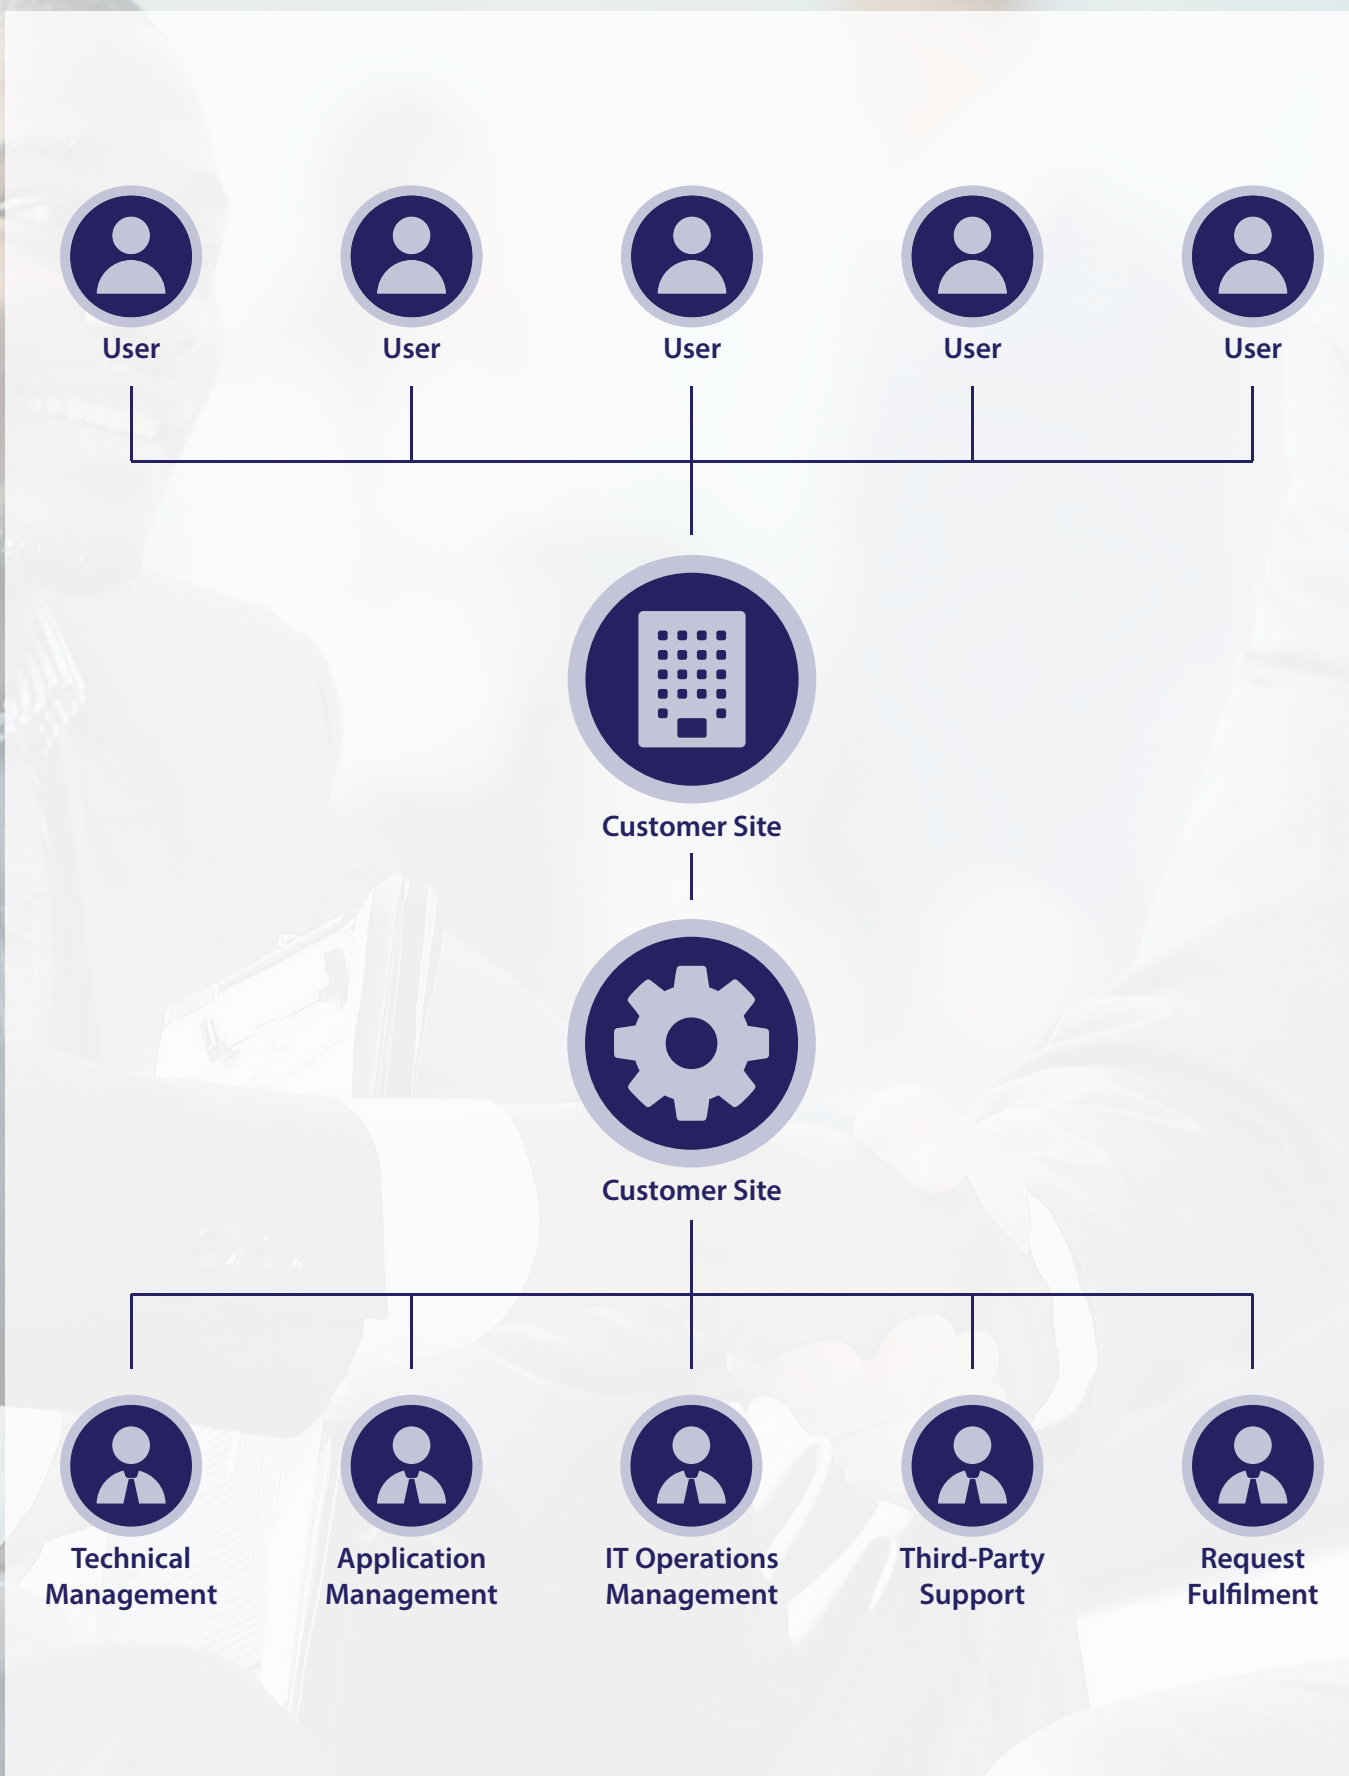 User
User
User
User
User
Customer Site
Customer Site
Technical
Management
Application
Management
IT Operations
Management
Third-Party
Support
Request
Fulfilment